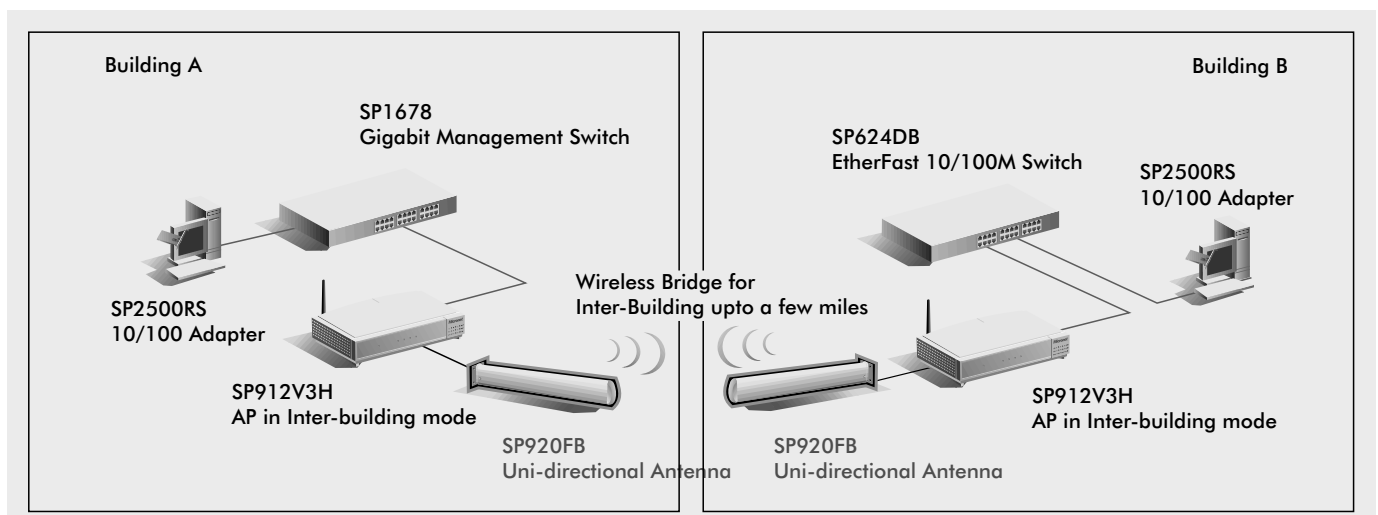 Building A
SP1678
Gigabit Management Switch
SP2500RS
10/100 Adapter
SP912V3H
AP in Inter-building mode
SP920FB
Uni-directional Antenna
Wireless Bridge for
Inter-Building upto a few miles
Building B
SP624DB
EtherFast 10/100M Switch
SP2500RS
10/100 Adapter
SP912V3H
AP in Inter-building mode
SP920FB
Uni-directional Antenna